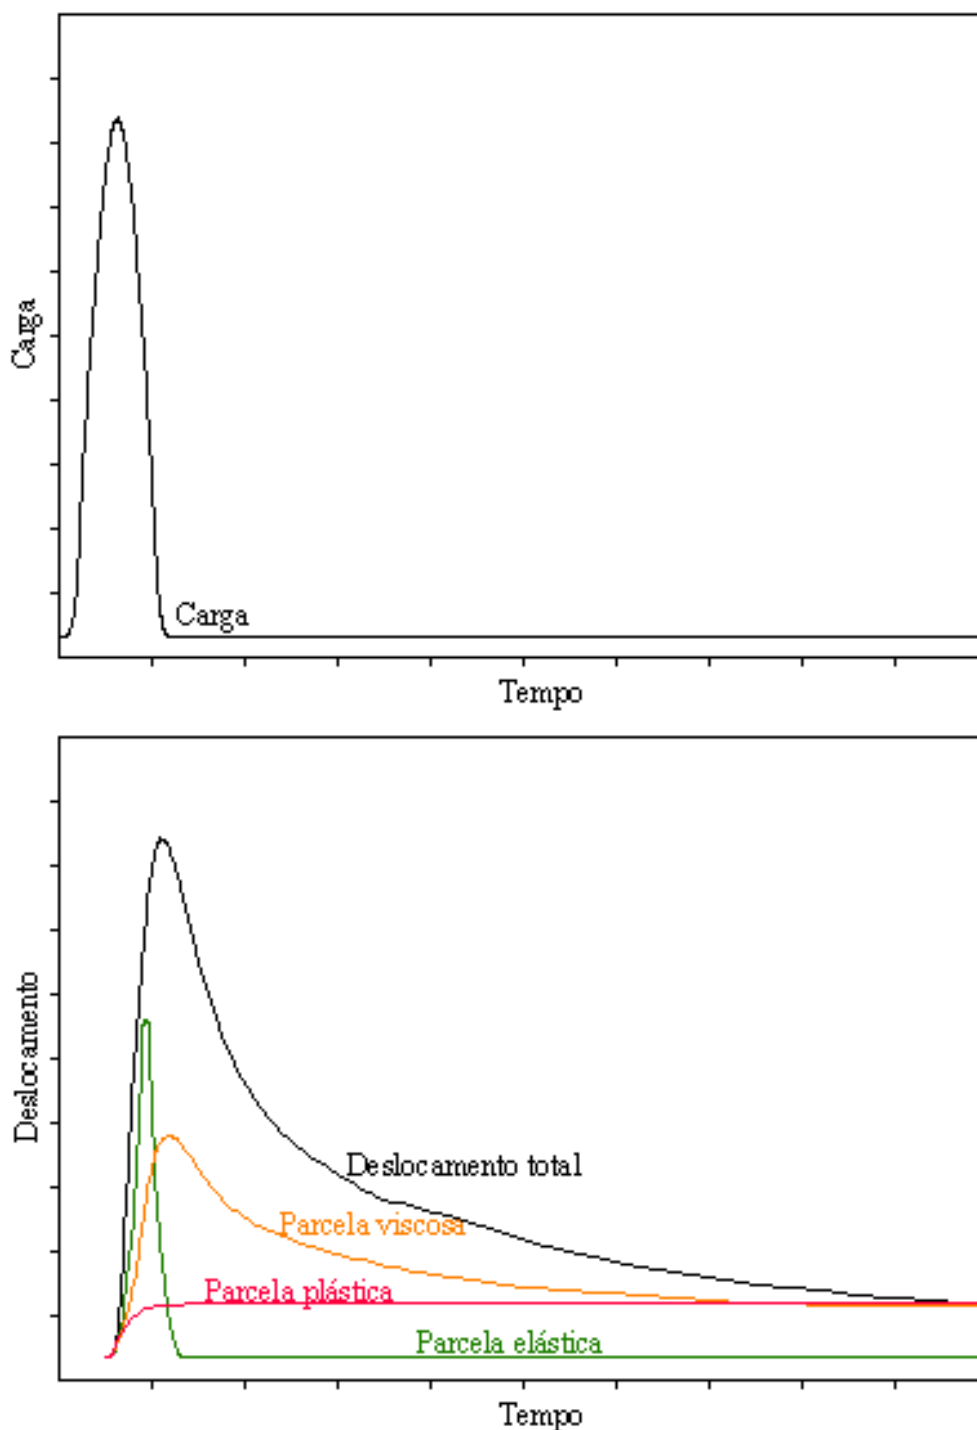 Carga
Carga
Tempo
Deslocamento
Deslocamento total
Parcela viscosa
Parcela plástica
Parcela elástica
Tempo